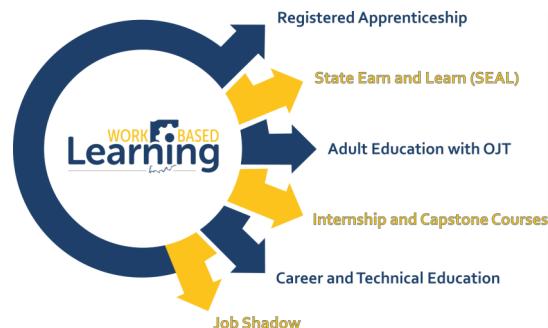 Registered Apprenticeship
State Earn and Learn (SEAL)
WORK BASED
Learning
Adult Education with OJT
Internship and Capstone Courses
Career and Technical Education
Job Shadow